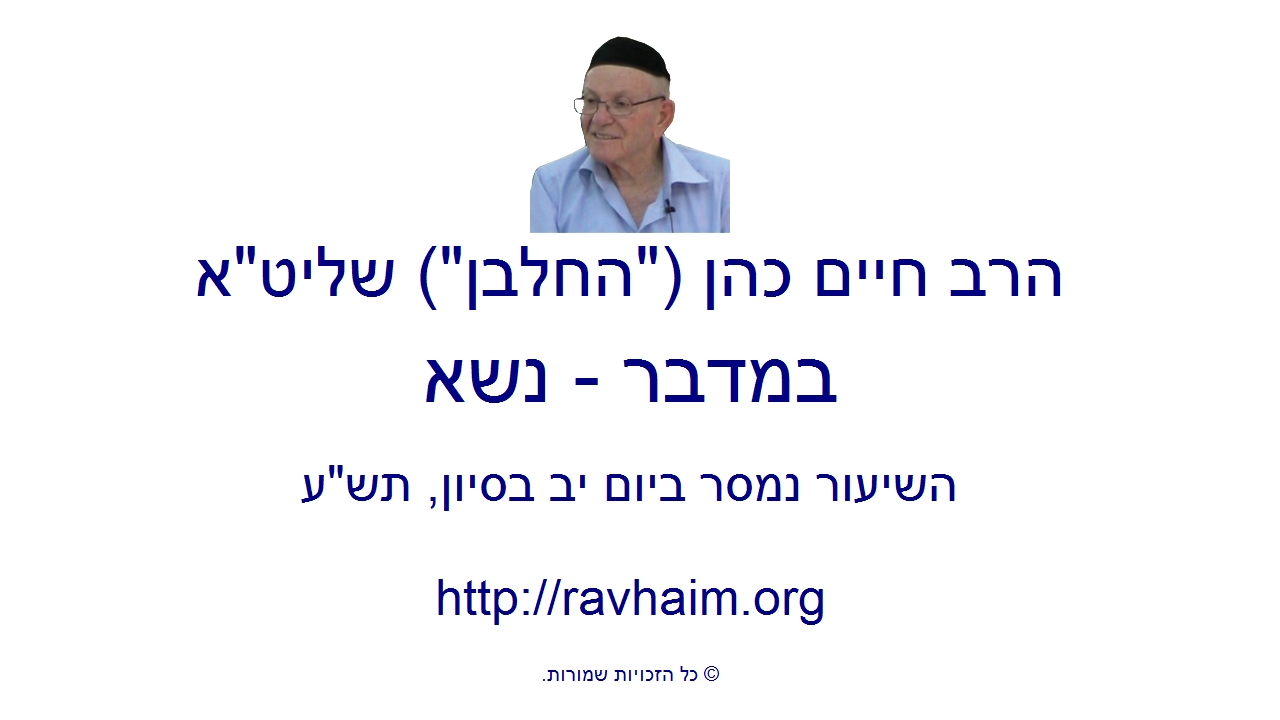 הרב חיים כהן ("החלבן") שליט"א
במדבר - נשא
השיעור נמסר ביום יב בסיון, תש"ע
http://ravhaim.org
© כל הזכויות שמורות.